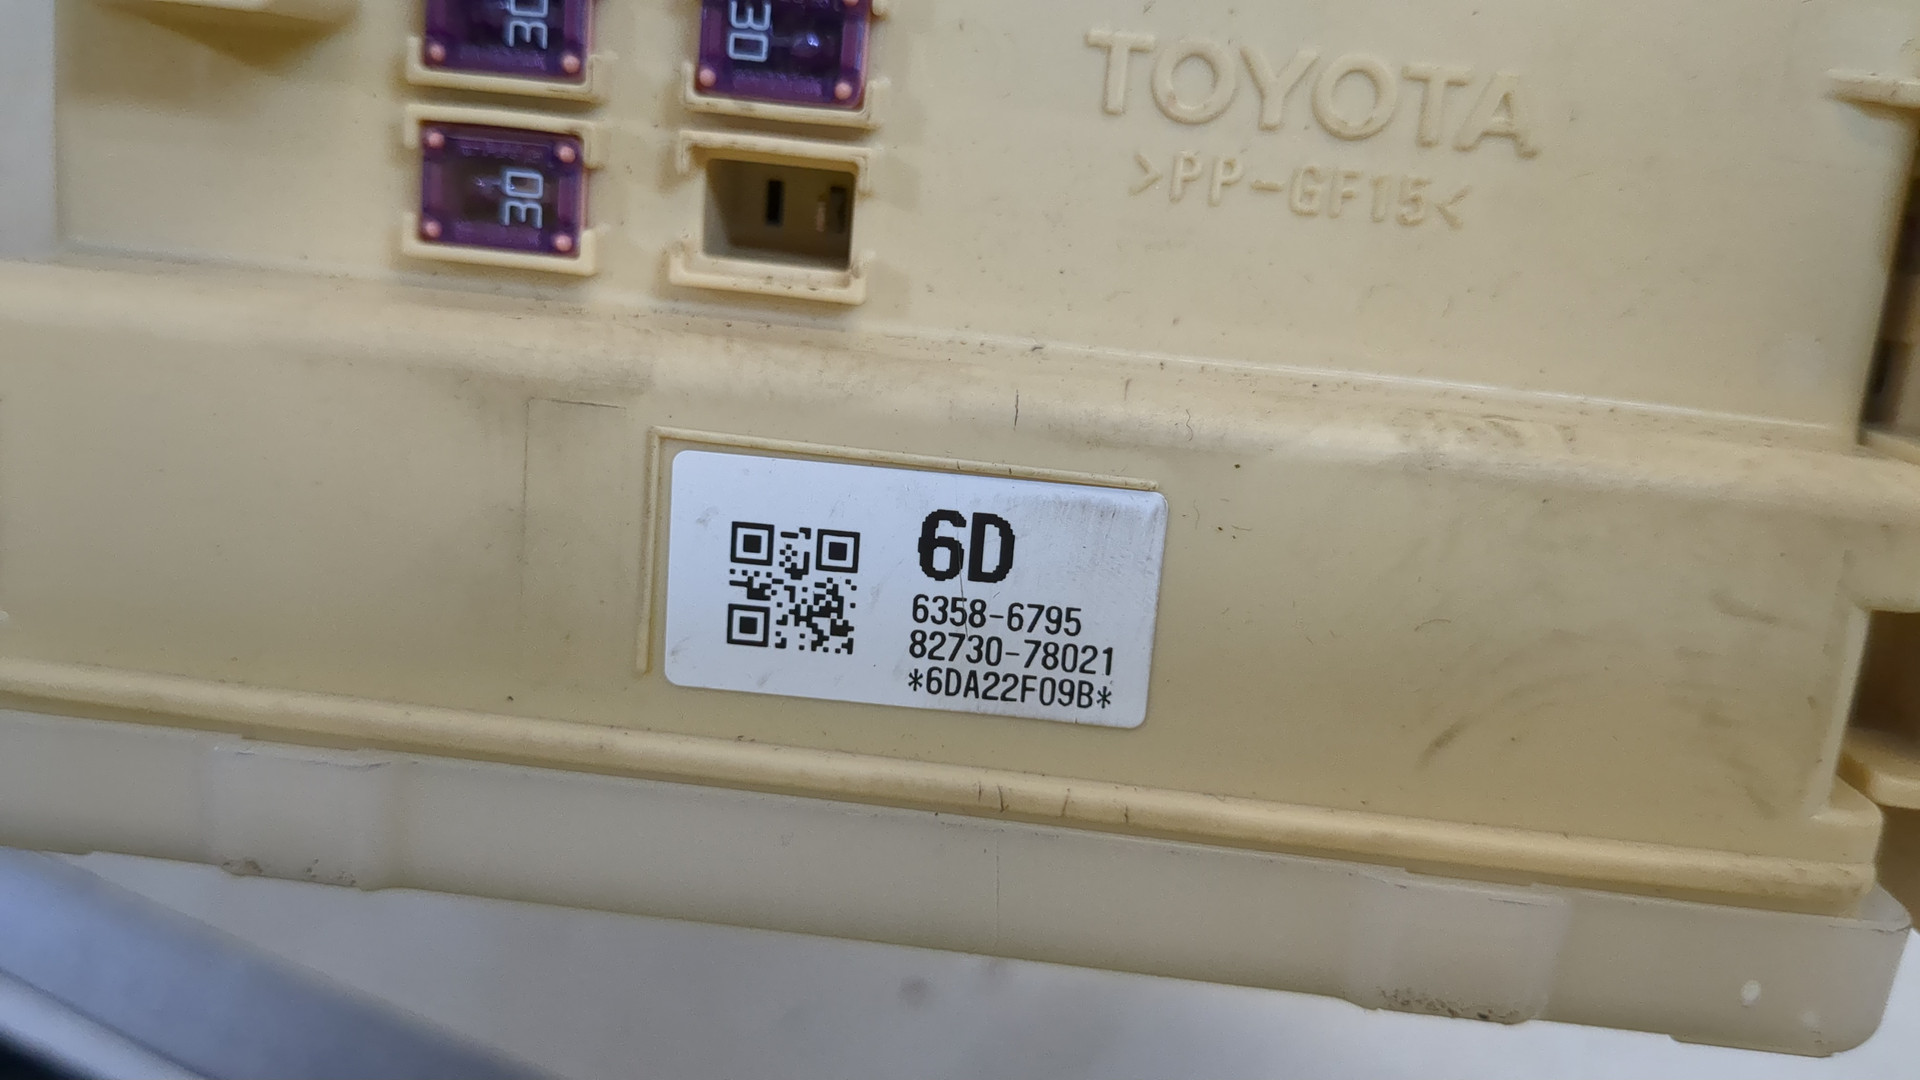 30
30
30
TOYOTA
>PP-GF15<
6D
6358-6795
82730-78021
*6DA22F09B*